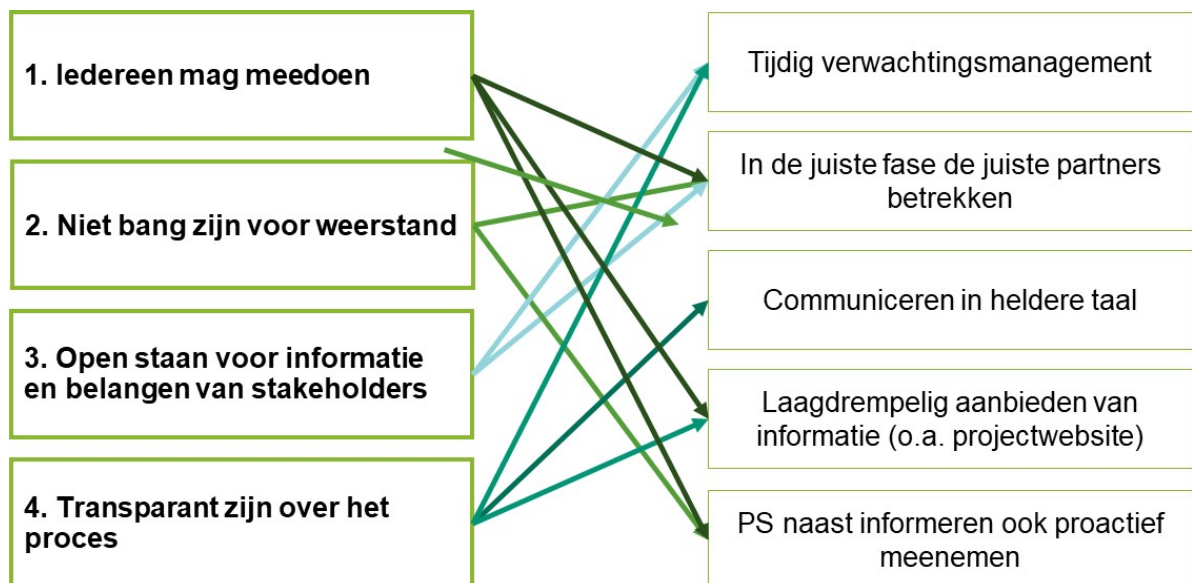 1. Iedereen mag meedoen
2. Niet bang zijn voor weerstand
3. Open staan voor informatie
en belangen van stakeholders
4. Transparant zijn over het
proces
Tijdig verwachtingsmanagement
In de juiste fase de juiste partners
betrekken
Communiceren in heldere taal
Laagdrempelig aanbieden van
informatie (o.a. projectwebsite)
PS naast informeren ook proactief
meenemen